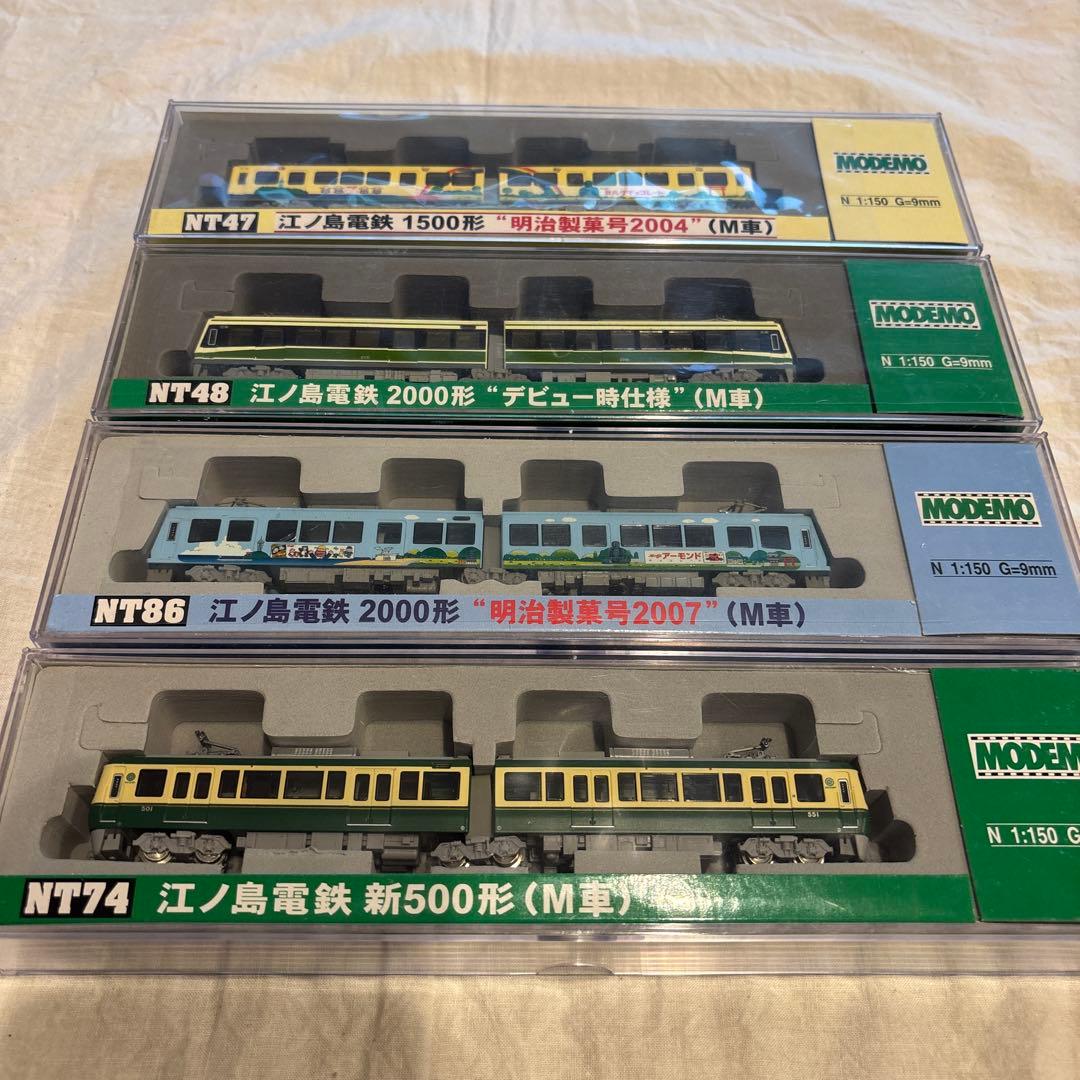 MODEMO
N 1:150 G=9mm
NT47 江ノ島電鉄 1500形 “明治製菓号2004”(M車)
MODEMO
N 1:150 G=9mm
NT48 江ノ島電鉄 2000形 “デビュー時仕様”(M車)
MODEMO
N 1:150 G=9mm
アーモンド
NT86 江ノ島電鉄 2000形 “明治製菓号2007”(M車)
MODEMO
N 1:150 G
501
551
NT74 江ノ島電鉄 新500形(M車)